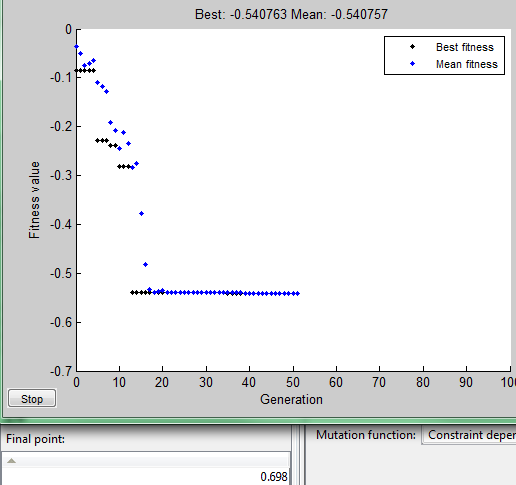 Best: -0.540763 Mean: -0.540757
Best fitness
Mean fitness
0
-0.1
-0.2
-0.3
-0.4
-0.5
-0.6
-0.7
Fitness value
0 10 20 30 40 50 60 70 80 90 100
Generation
Stop
Final point:
0.698
Mutation function: Constraint depen